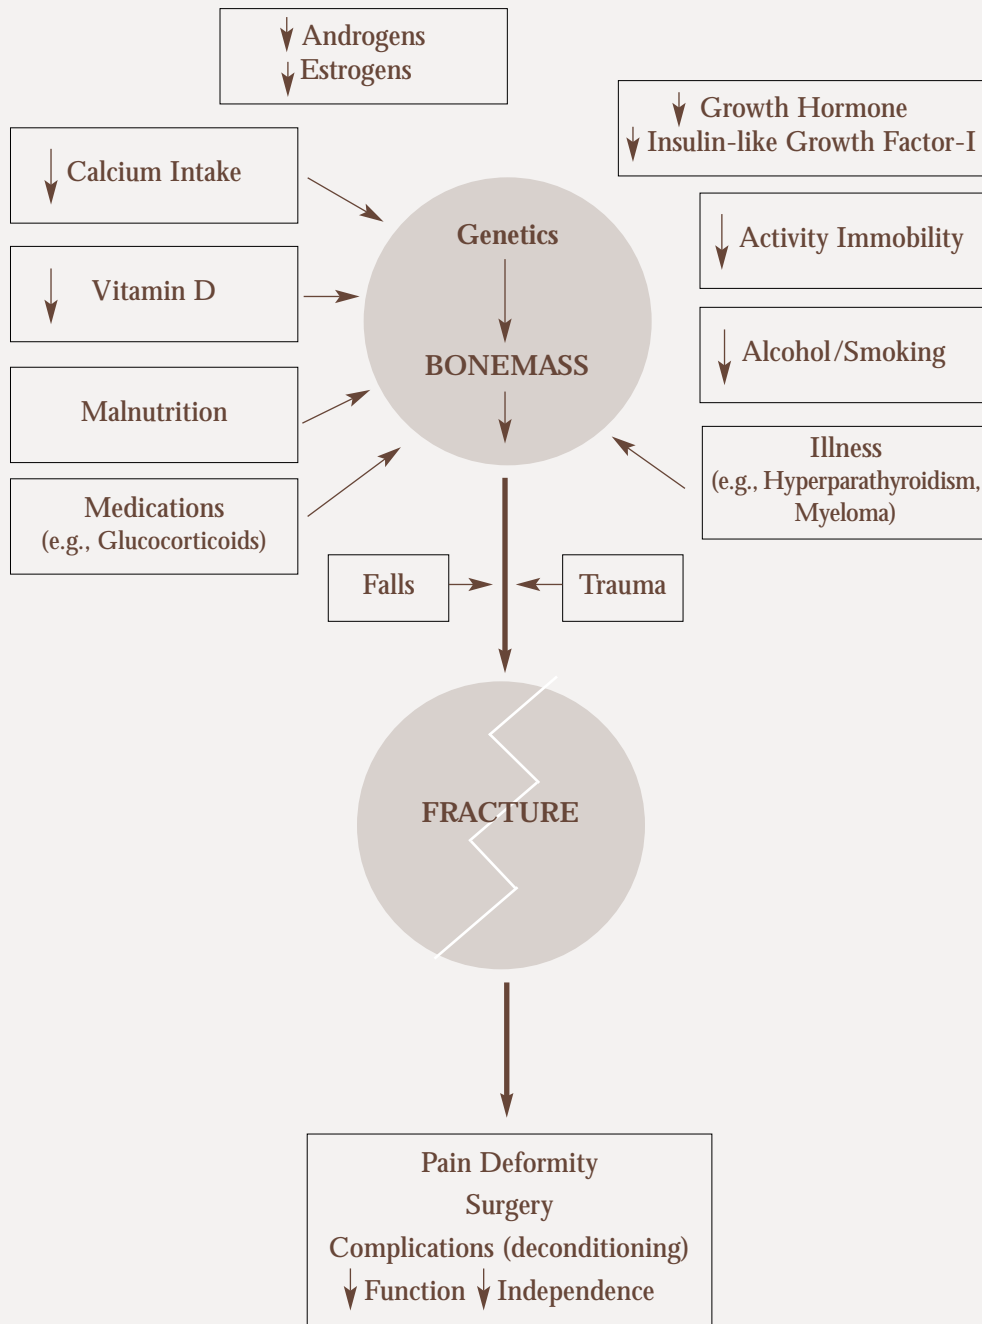 Androgens
Estrogens
Growth Hormone
Insulin-like Growth Factor-I
Calcium Intake
Genetics
Activity Immobility
Vitamin D
BONEMASS
Alcohol/Smoking
Malnutrition
Illness
(e.g., Hyperparathyroidism,
Myeloma)
Medications
(e.g., Glucocorticoids)
Falls
Trauma
FRACTURE
Pain Deformity
Surgery
Complications (deconditioning)
Function Independence